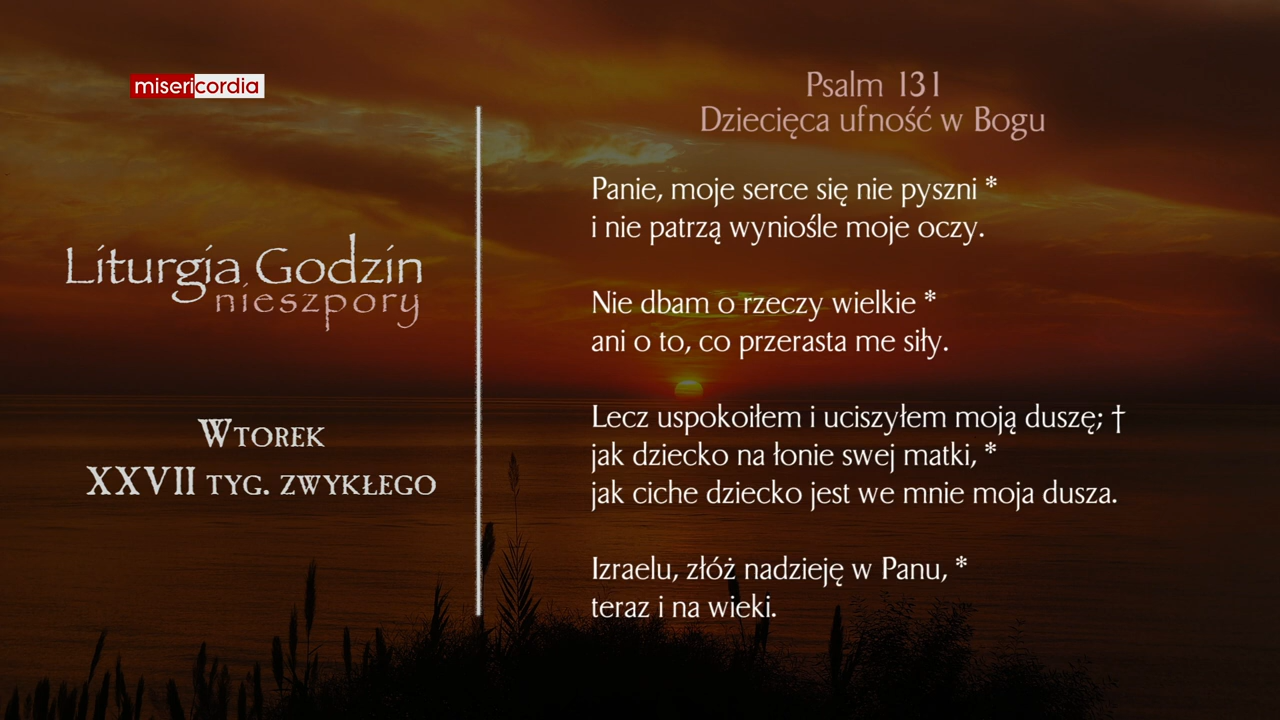 misericordia
Liturgia Godzin
nieszpory
Wtorek
XXVII tyg. zwykłego
Psalm 131
Dziecięca ufność w Bogu
Panie, moje serce się nie pyszni *
i nie patrzą wyniośle moje oczy.
Nie dbam o rzeczy wielkie *
ani o to, co przerasta me siły.
Lecz uspokoiłem i uciszyłem moją duszę; †
jak dziecko na łonie swej matki, *
jak ciche dziecko jest we mnie moja dusza.
Izraelu, złóż nadzieję w Panu, *
teraz i na wieki.